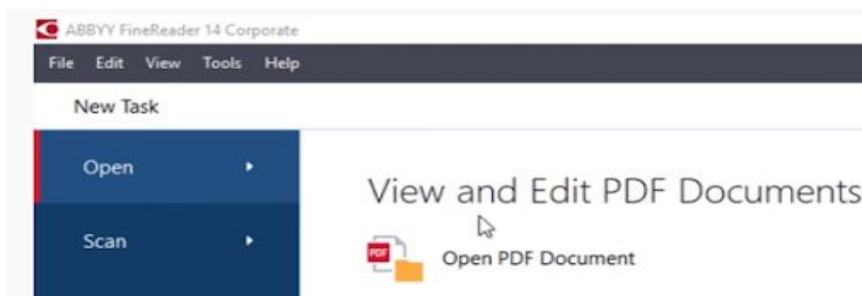 ABBYY FineReader 14 Corporate
File Edit View Tools Help
New Task
Open
Scan
View and Edit PDF Documents
PDF
Open PDF Document